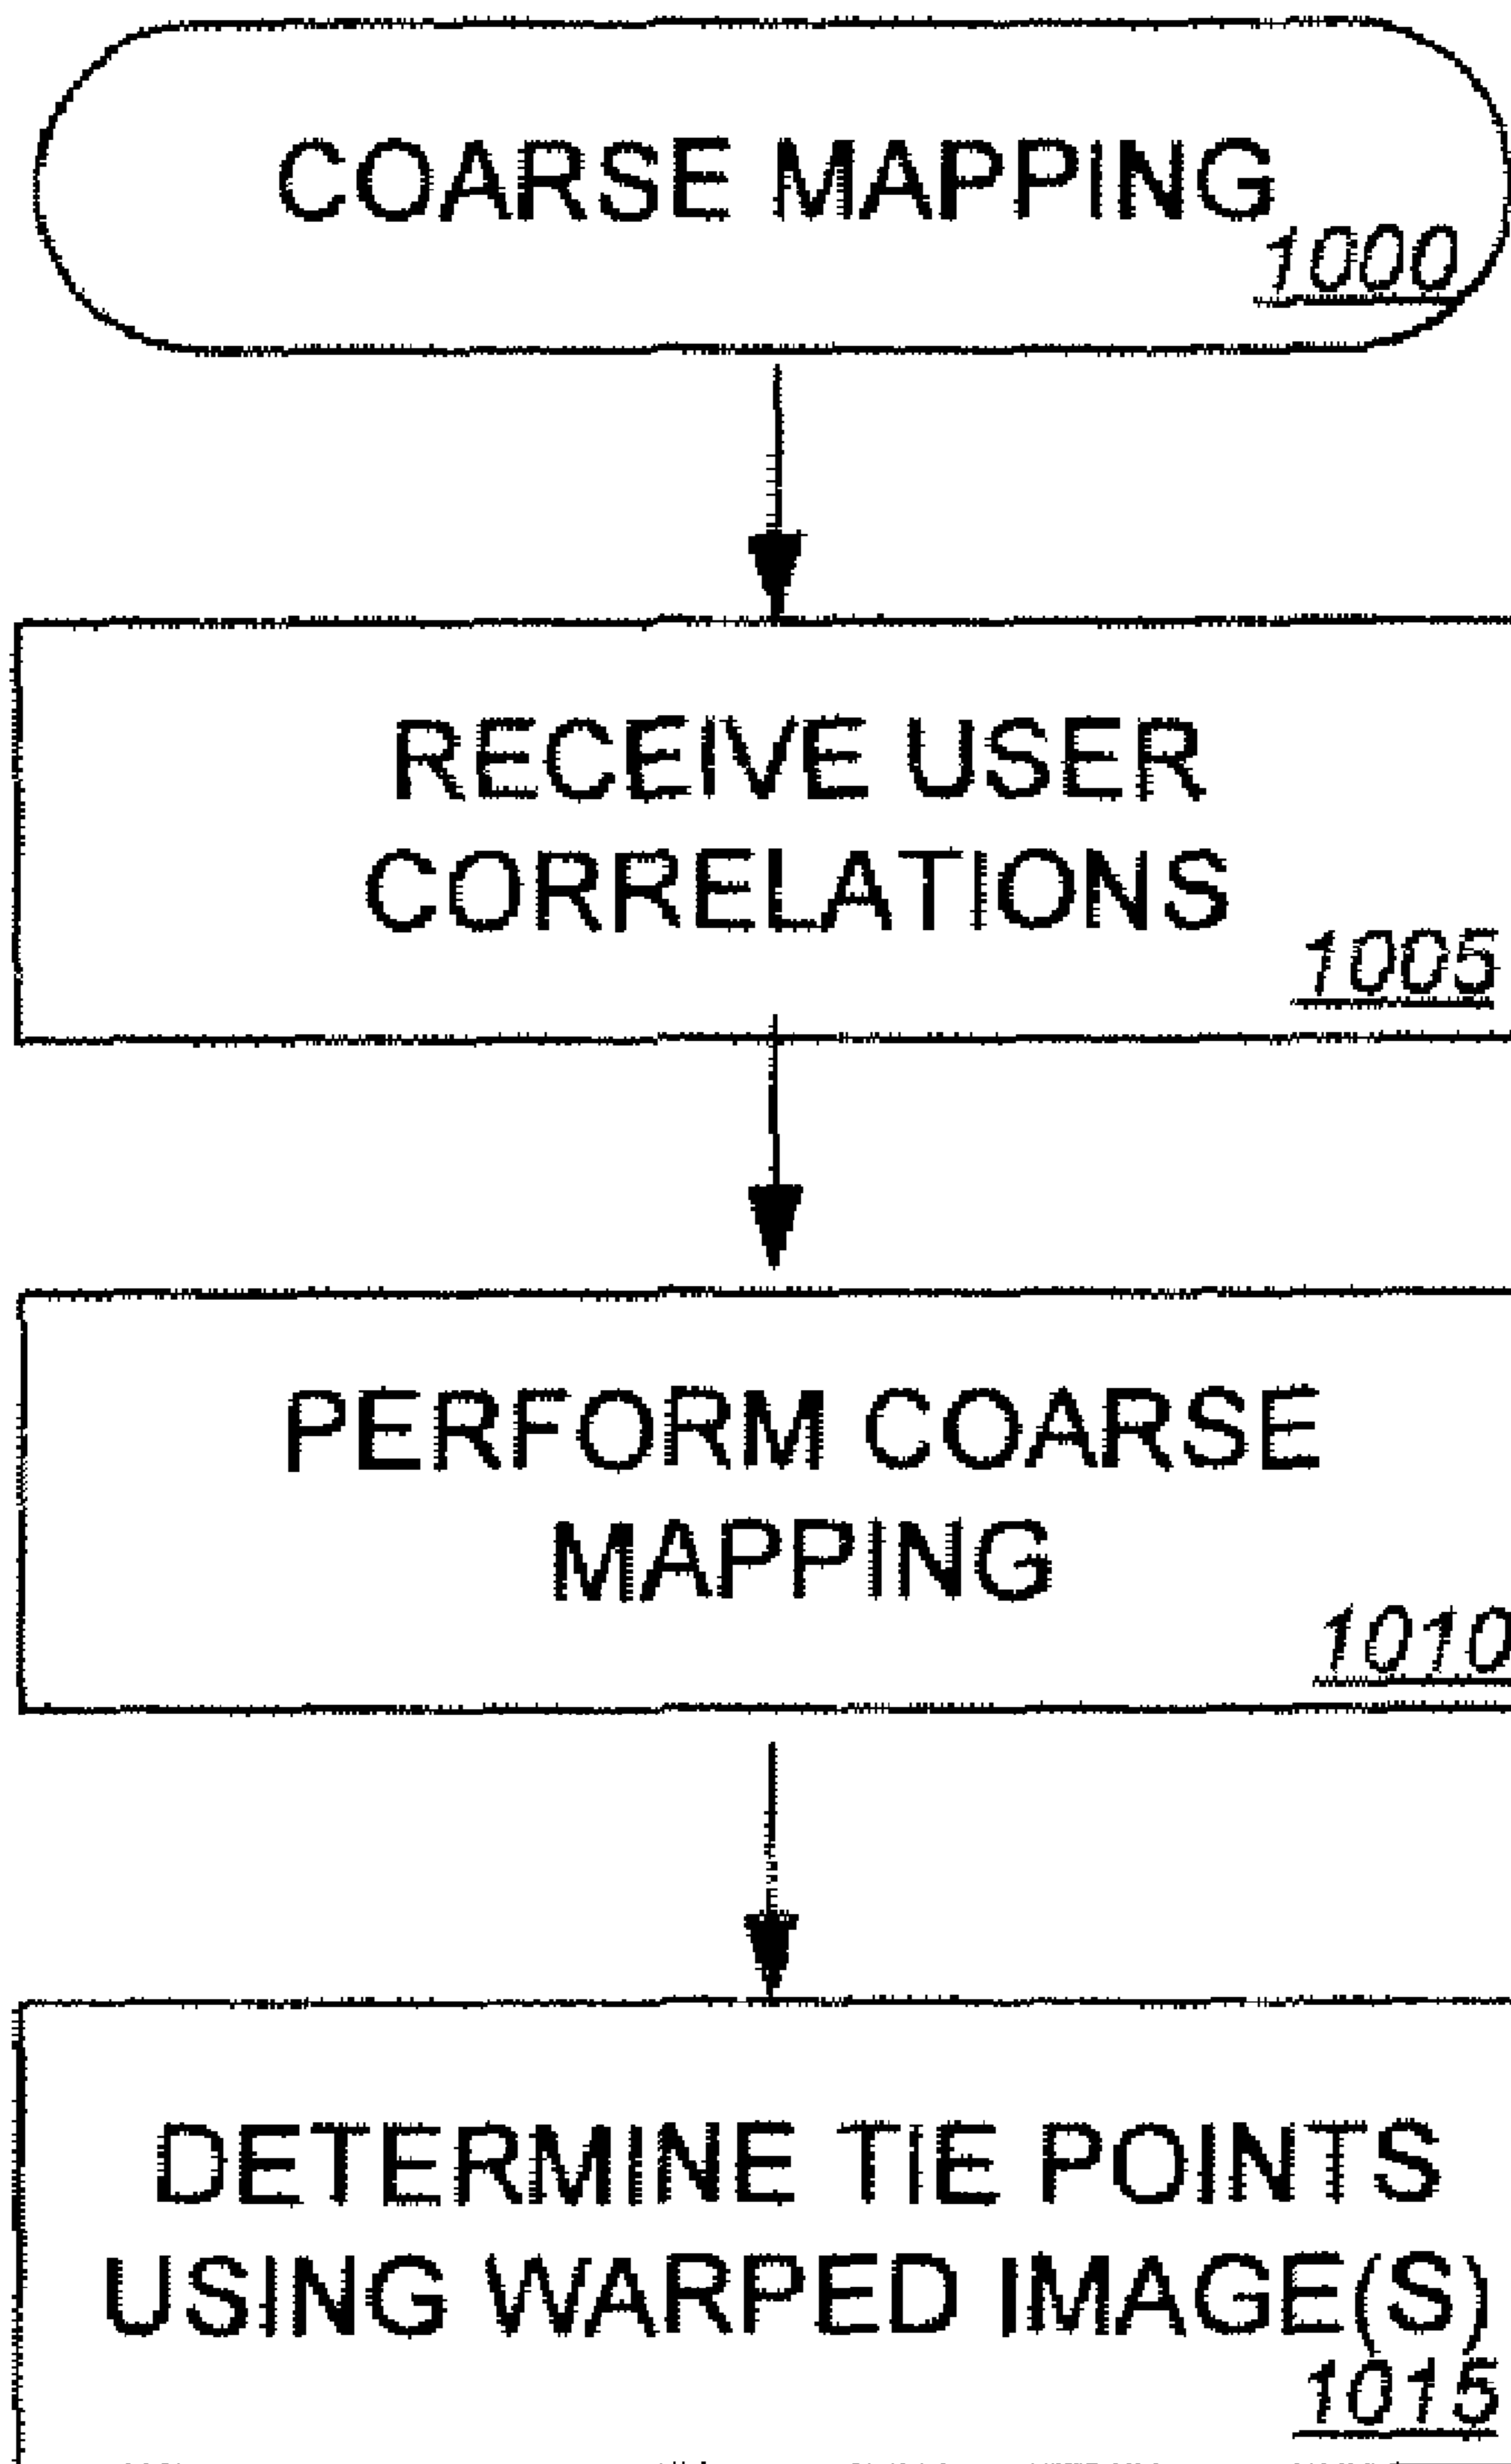 COARSE MAPPING
1000
RECEIVE USER
CORRELATIONS
1005
PERFORM COARSE
MAPPING
1010
DETERMINE TIE POINTS
USING WARPED IMAGE(S)
1015